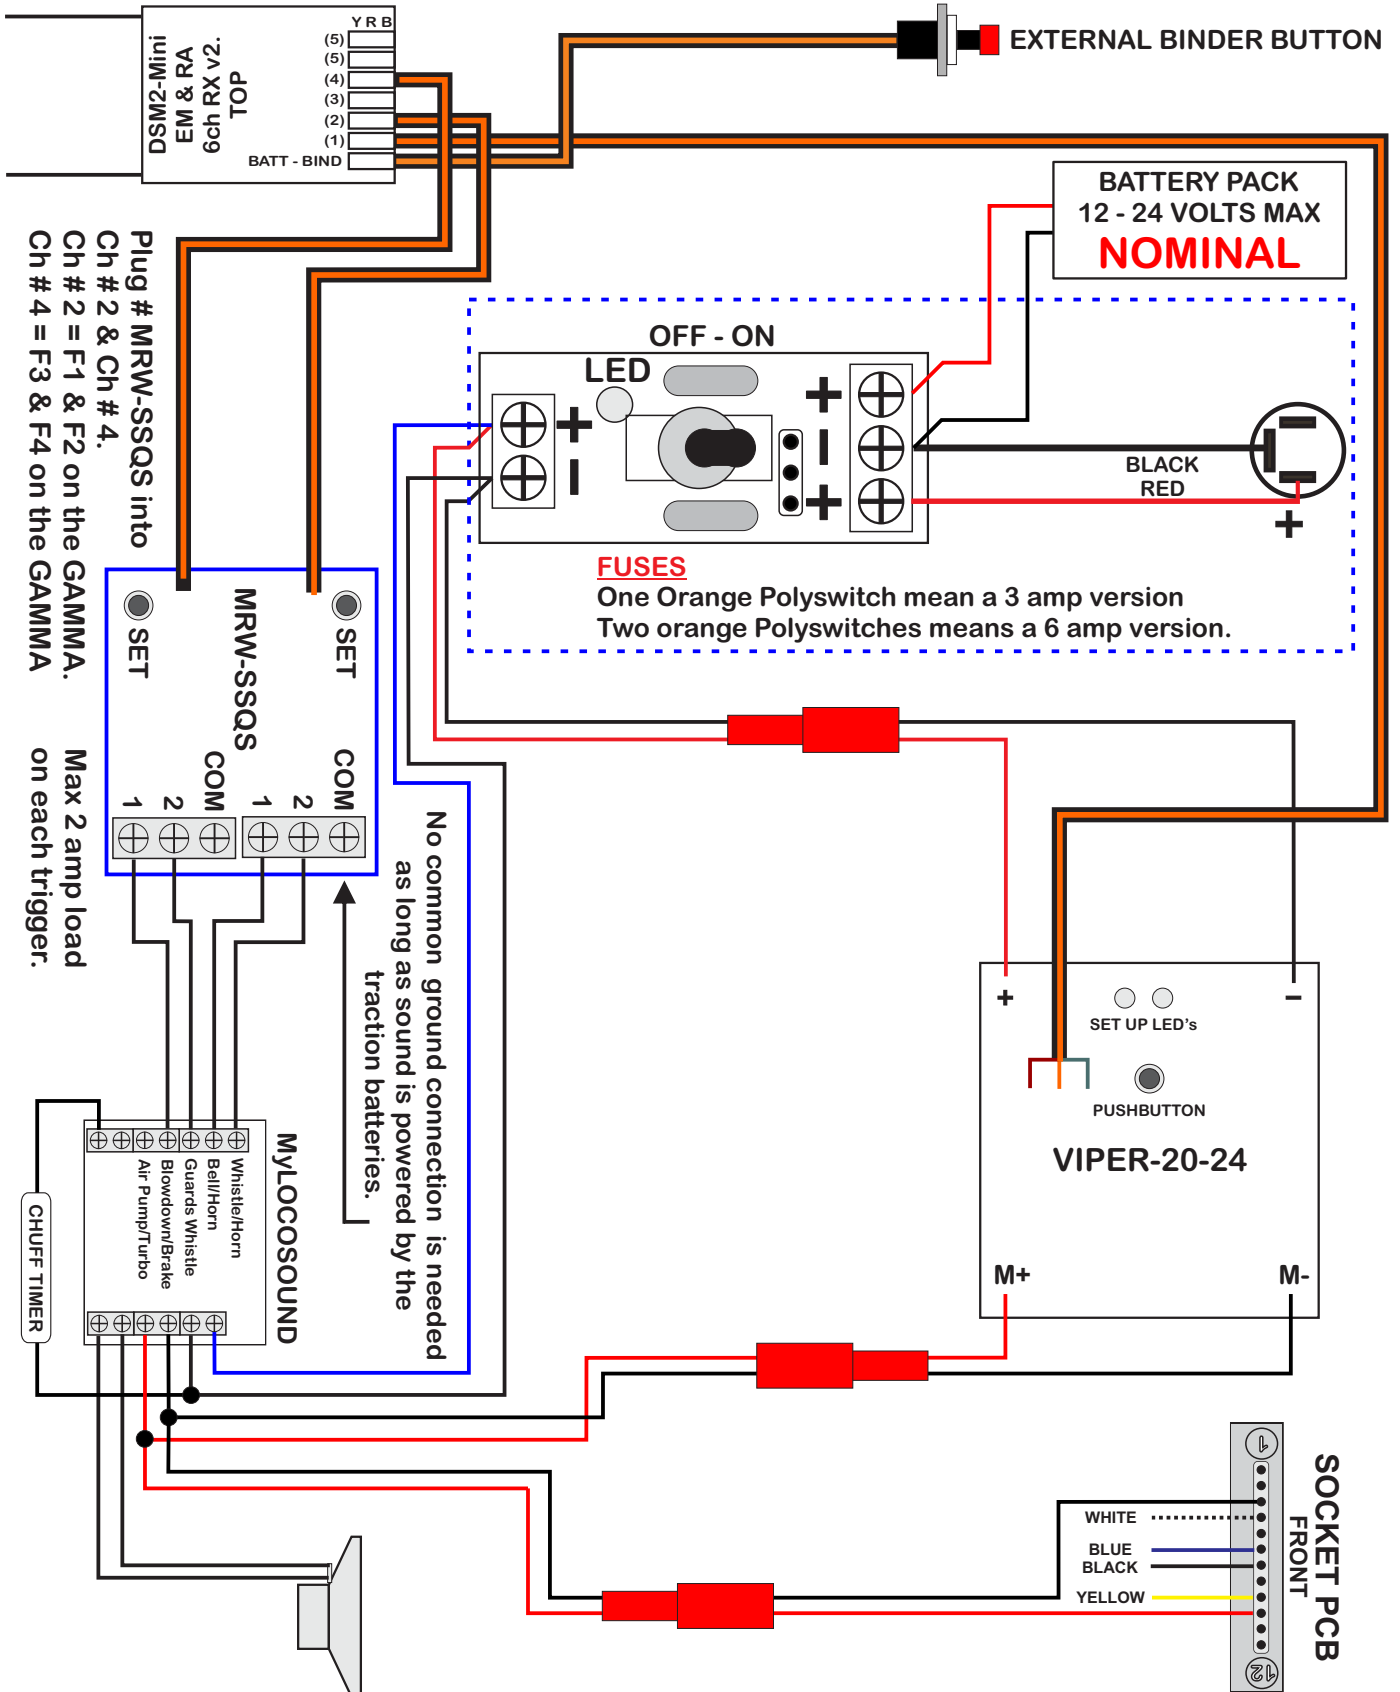 Y R B
(5)
(5)
(4)
(3)
(2)
(1)
BATT - BIND
DSM2-Mini
EM & RA
6ch RX v2.
TOP
EXTERNAL BINDER BUTTON
BATTERY PACK
12 - 24 VOLTS MAX
NOMINAL
Plug # MRW-SSQS into
Ch # 2 & Ch # 4.
Ch # 2 = F1 & F2 on the GAMMA.
Ch # 4 = F3 & F4 on the GAMMA
OFF - ON
LED
+
-
+
-
+
BLACK
RED
+
FUSES
One Orange Polyswitch mean a 3 amp version
Two orange Polyswitches means a 6 amp version.
SET
MRW-SSQS
SET
1
2
COM
1
2
COM
Max 2 amp load
on each trigger.
No common ground connection is needed
as long as sound is powered by the
traction batteries.
+
-
SET UP LED's
PUSHBUTTON
VIPER-20-24
M+
M-
MyLOCOSOUND
Whistle/Horn
Bell/Horn
Guards Whistle
Blowdown/Brake
Air Pump/Turbo
CHUFF TIMER
SOCKET PCB
FRONT
1
WHITE
BLUE
BLACK
YELLOW
12